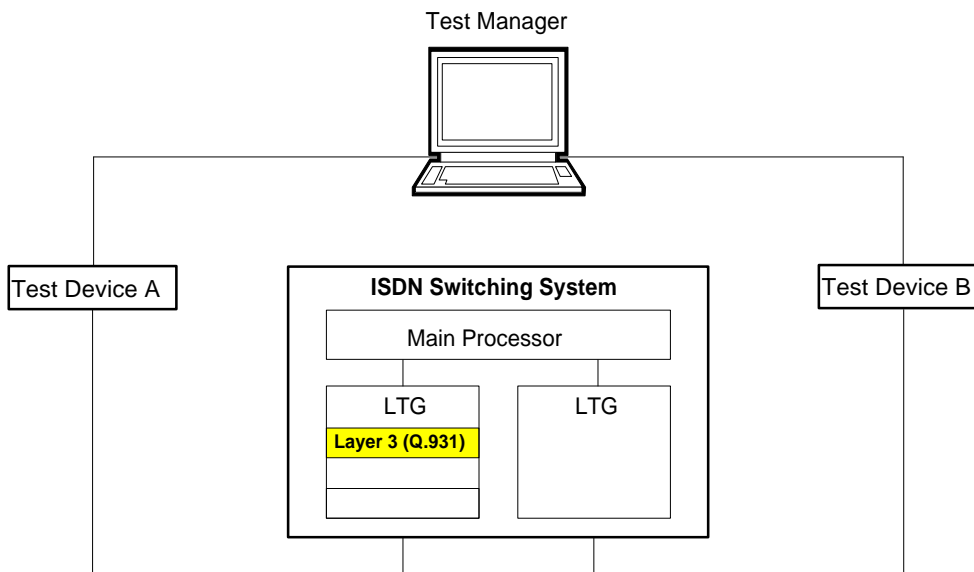 Test Manager
Test Device A
ISDN Switching System
Test Device B
Main Processor
LTG
LTG
Layer 3 (Q.931)